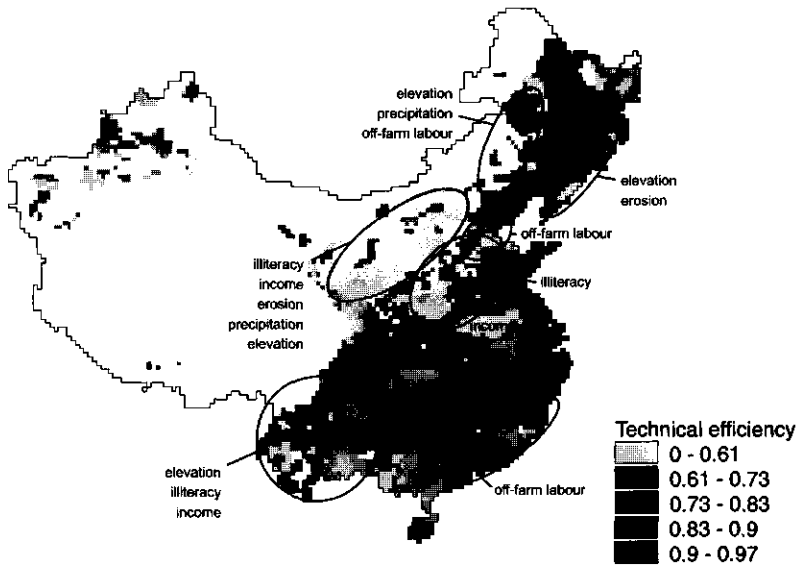 elevation
precipitation
off-farm labour
elevation
erosion
off-farm labour
illiteracy
illiteracy
income
erosion
precipitation
elevation
income
elevation
illiteracy
income
off-farm labour
Technical efficiency
0 - 0.61
0.61 - 0.73
0.73 - 0.83
0.83 - 0.9
0.9 - 0.97